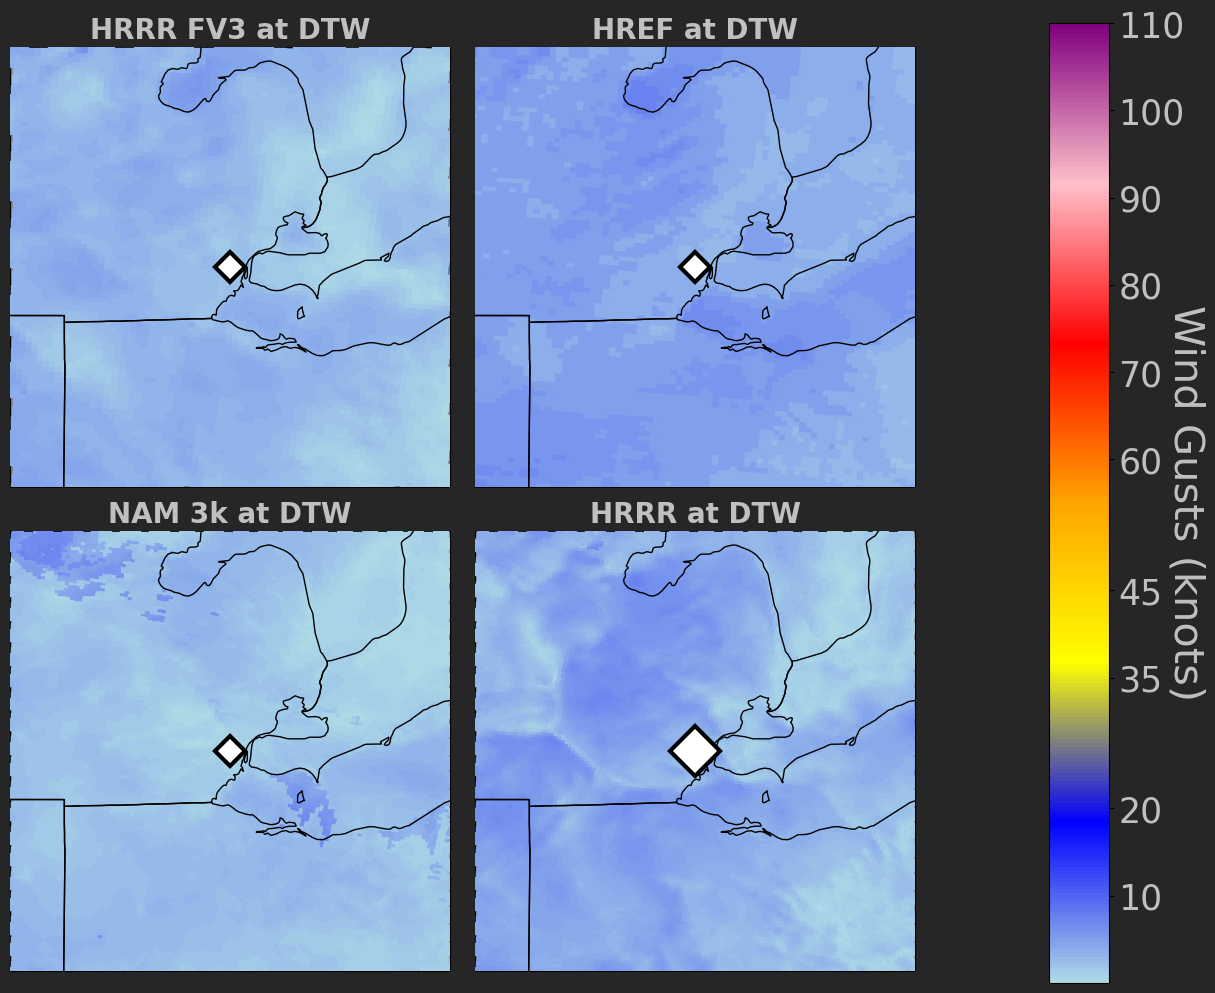 HRRR FV3 at DTW
HREF at DTW
NAM 3k at DTW
HRRR at DTW
110
100
90
80
70
60
45
35
20
10
Wind Gusts (knots)